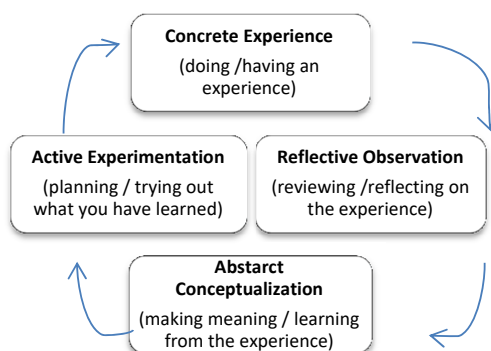 Concrete Experience
(doing /having an
experience)
Active Experimentation
(planning / trying out
what you have learned)
Reflective Observation
(reviewing /reflecting on
the experience)
Abstarct
Conceptualization
(making meaning / learning
from the experience)